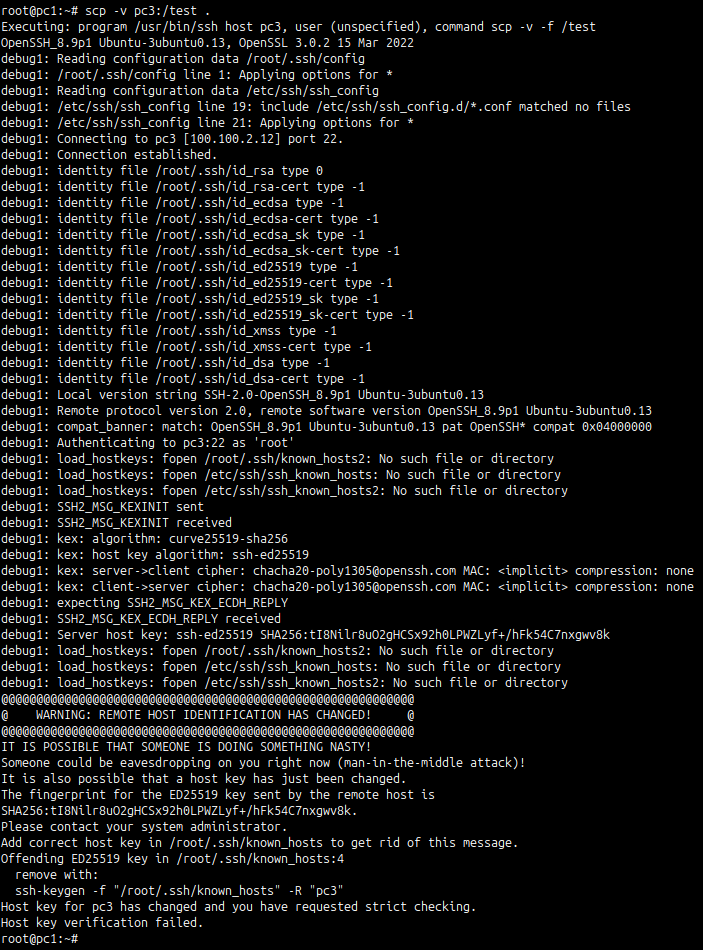 root@pc1:~# scp -v pc3:/test .
Executing: program /usr/bin/ssh host pc3, user (unspecified), command scp -v -f /test
OpenSSH_8.9p1 Ubuntu-3ubuntu0.13, OpenSSL 3.0.2 15 Mar 2022
debug1: Reading configuration data /root/.ssh/config
debug1: /root/.ssh/config line 1: Applying options for *
debug1: Reading configuration data /etc/ssh/ssh_config
debug1: /etc/ssh/ssh_config line 19: include /etc/ssh/ssh_config.d/*.conf matched no files
debug1: /etc/ssh/ssh_config line 21: Applying options for *
debug1: Connecting to pc3 [100.100.2.12] port 22.
debug1: Connection established.
debug1: identity file /root/.ssh/id_rsa type 0
debug1: identity file /root/.ssh/id_rsa-cert type -1
debug1: identity file /root/.ssh/id_ecdsa type -1
debug1: identity file /root/.ssh/id_ecdsa-cert type -1
debug1: identity file /root/.ssh/id_ecdsa_sk type -1
debug1: identity file /root/.ssh/id_ecdsa_sk-cert type -1
debug1: identity file /root/.ssh/id_ed25519 type -1
debug1: identity file /root/.ssh/id_ed25519-cert type -1
debug1: identity file /root/.ssh/id_ed25519_sk type -1
debug1: identity file /root/.ssh/id_ed25519_sk-cert type -1
debug1: identity file /root/.ssh/id_xmss type -1
debug1: identity file /root/.ssh/id_xmss-cert type -1
debug1: identity file /root/.ssh/id_dsa type -1
debug1: identity file /root/.ssh/id_dsa-cert type -1
debug1: Local version string SSH-2.0-OpenSSH_8.9p1 Ubuntu-3ubuntu0.13
debug1: Remote protocol version 2.0, remote software version OpenSSH_8.9p1 Ubuntu-3ubuntu0.13
debug1: compat_banner: match: OpenSSH_8.9p1 Ubuntu-3ubuntu0.13 pat OpenSSH* compat 0x04000000
debug1: Authenticating to pc3:22 as 'root'
debug1: load_hostkeys: fopen /root/.ssh/known_hosts2: No such file or directory
debug1: load_hostkeys: fopen /etc/ssh/ssh_known_hosts: No such file or directory
debug1: load_hostkeys: fopen /etc/ssh/ssh_known_hosts2: No such file or directory
debug1: SSH2_MSG_KEXINIT sent
debug1: SSH2_MSG_KEXINIT received
debug1: kex: algorithm: curve25519-sha256
debug1: kex: host key algorithm: ssh-ed25519
debug1: kex: server->client cipher: chacha20-poly1305@openssh.com MAC: <implicit> compression: none
debug1: kex: client->server cipher: chacha20-poly1305@openssh.com MAC: <implicit> compression: none
debug1: expecting SSH2_MSG_KEX_ECDH_REPLY
debug1: SSH2_MSG_KEX_ECDH_REPLY received
debug1: Server host key: ssh-ed25519 SHA256:tI8Nilr8uO2gHCSx92h0LPWZLyf+/hFk54C7nxgwv8k
debug1: load_hostkeys: fopen /root/.ssh/known_hosts2: No such file or directory
debug1: load_hostkeys: fopen /etc/ssh/ssh_known_hosts: No such file or directory
debug1: load_hostkeys: fopen /etc/ssh/ssh_known_hosts2: No such file or directory
@@@@@@@@@@@@@@@@@@@@@@@@@@@@@@@@@@@@@@@@@@@@@@@@@@@@@@@@@@@
@    WARNING: REMOTE HOST IDENTIFICATION HAS CHANGED!     @
@@@@@@@@@@@@@@@@@@@@@@@@@@@@@@@@@@@@@@@@@@@@@@@@@@@@@@@@@@@
IT IS POSSIBLE THAT SOMEONE IS DOING SOMETHING NASTY!
Someone could be eavesdropping on you right now (man-in-the-middle attack)!
It is also possible that a host key has just been changed.
The fingerprint for the ED25519 key sent by the remote host is
SHA256:tI8Nilr8uO2gHCSx92h0LPWZLyf+/hFk54C7nxgwv8k.
Please contact your system administrator.
Add correct host key in /root/.ssh/known_hosts to get rid of this message.
Offending ED25519 key in /root/.ssh/known_hosts:4
  remove with:
  ssh-keygen -f "/root/.ssh/known_hosts" -R "pc3"
Host key for pc3 has changed and you have requested strict checking.
Host key verification failed.
root@pc1:~#